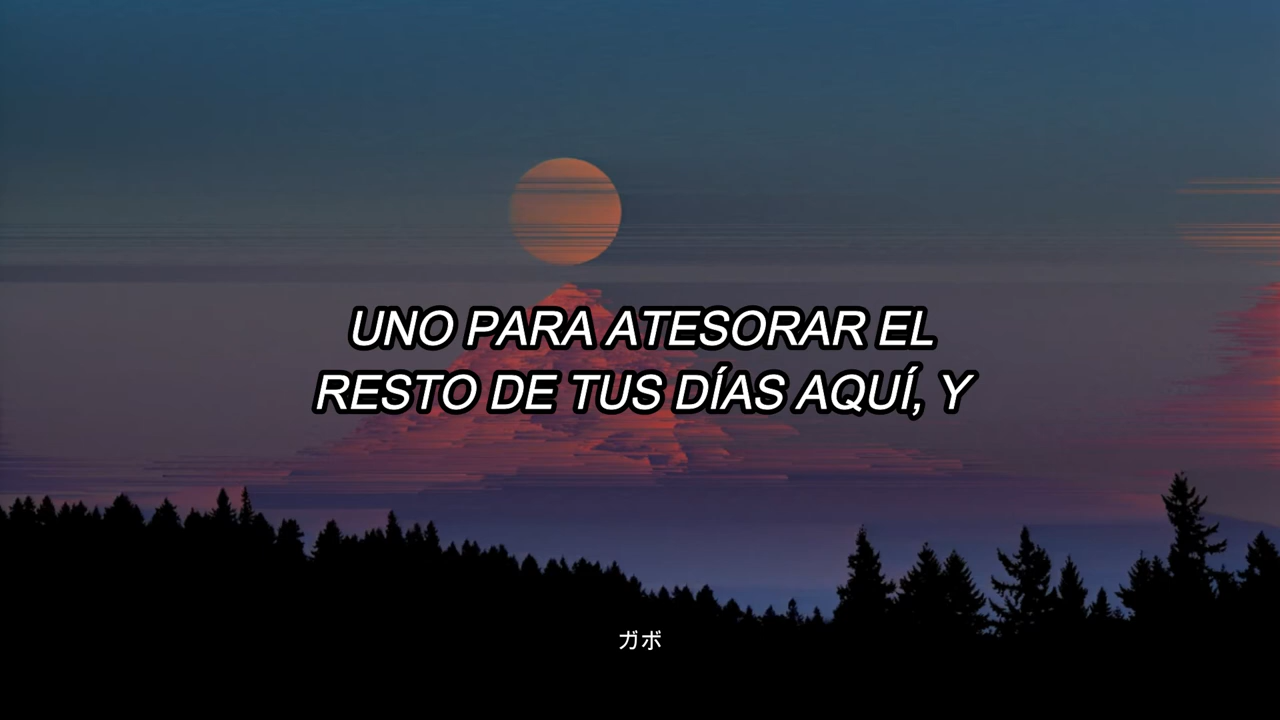 UNO PARA ATESORAR EL
RESTO DE TUS DÍAS AQUÍ, Y
ガボ